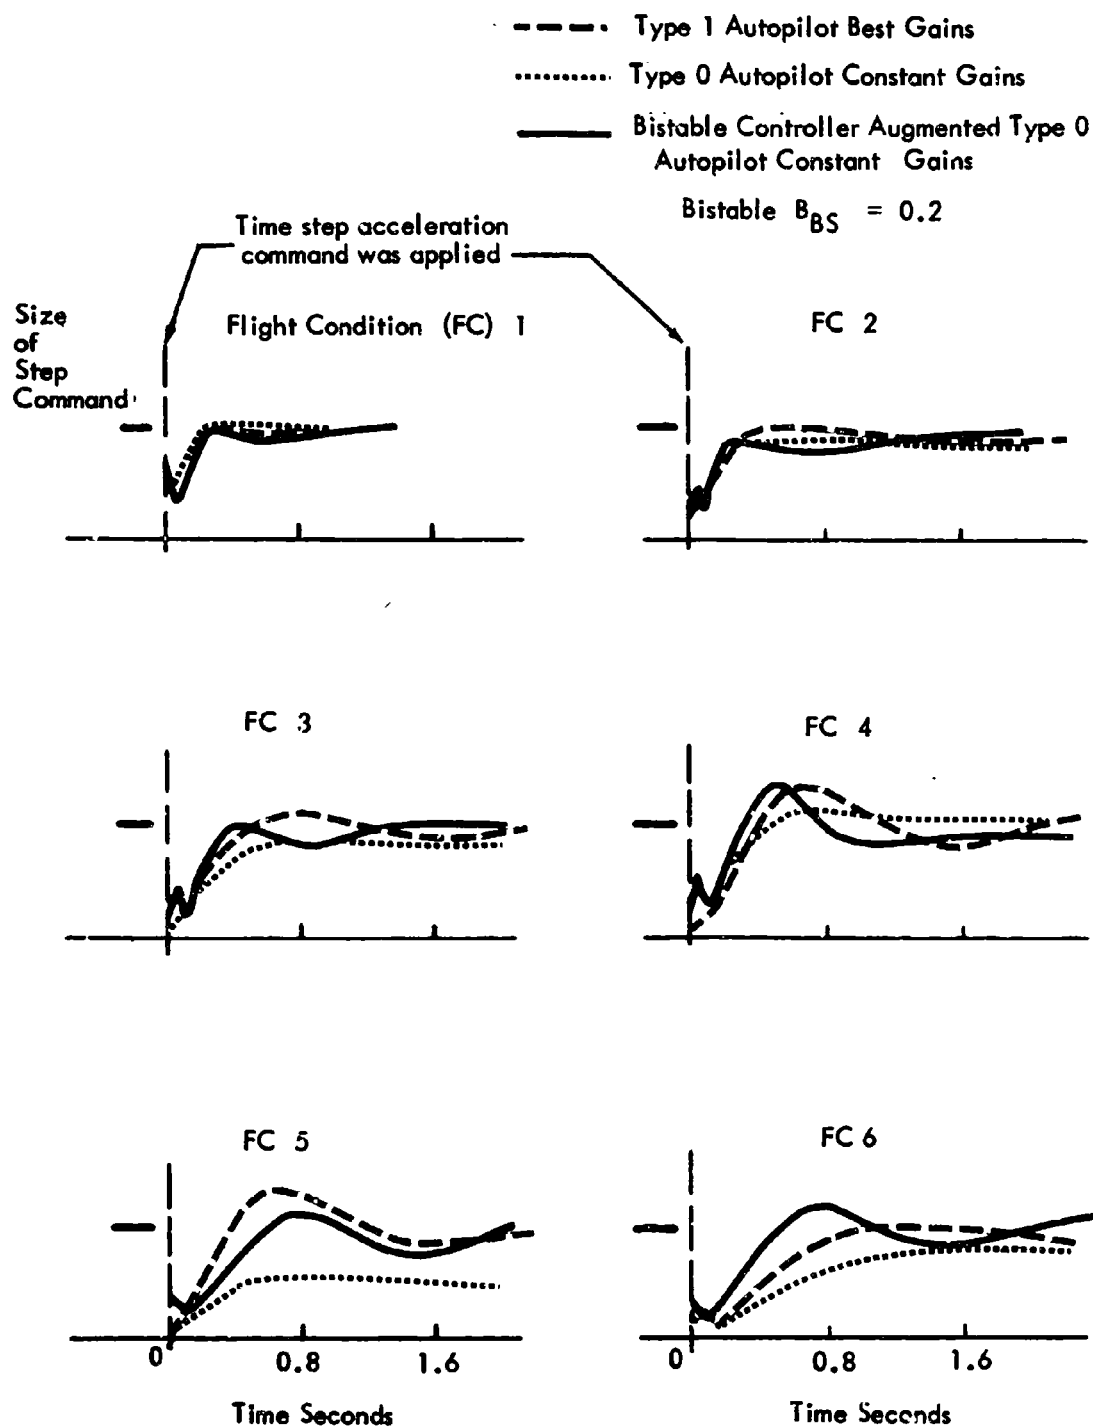 Type 1 Autopilot Best Gains
Type 0 Autopilot Constant Gains
Bistable Controller Augmented Type 0
Autopilot Constant Gains
Bistable B_BS = 0.2
Time step acceleration
command was applied
Size
of
Step
Command
Flight Condition (FC) 1
FC 2
FC 3
FC 4
FC 5
FC 6
0
0.8
1.6
0
0.8
1.6
Time Seconds
Time Seconds